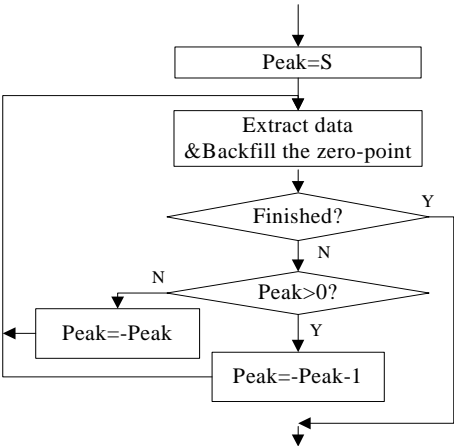 Peak=S
Extract data
&Backfill the zero-point
Y
Finished?
N
N
Peak>0?
Y
Peak=-Peak
Peak=-Peak-1